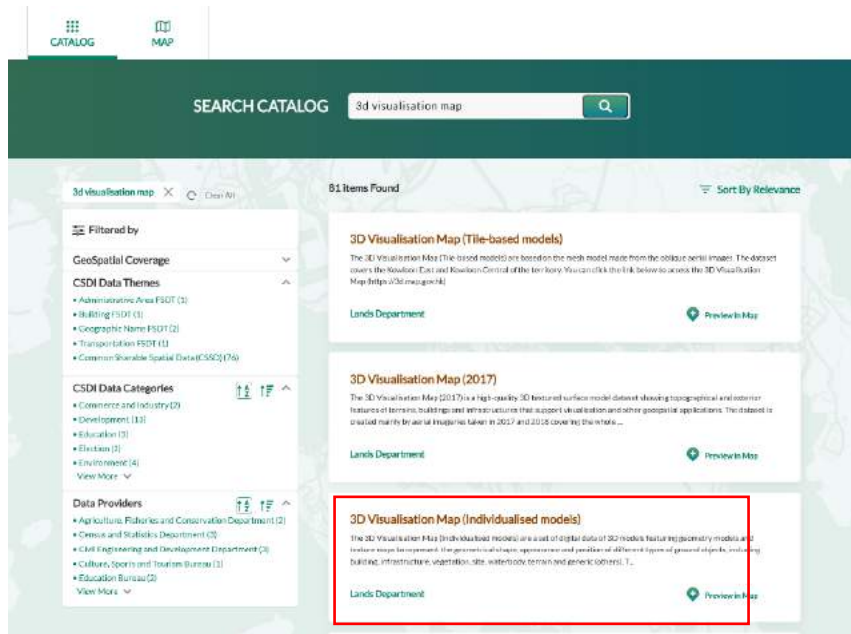 CATALOG
MAP
SEARCH CATALOG
3d visualisation map
3d visualisation map
Clear All
81 items Found
Sort By Relevance
Filtered by
GeoSpatial Coverage
CSDI Data Themes
• Administrative Area FSDT (1)
• Building FSDT (1)
• Geographic Name FSDT (2)
• Transportation FSDT (1)
• Common Sharable Spatial Data (CSSD) (76)
CSDI Data Categories
• Commerce and Industry (2)
• Development (13)
• Education (3)
• Election (2)
• Environment (4)
View More
Data Providers
• Agriculture, Fisheries and Conservation Department (2)
• Census and Statistics Department (3)
• Civil Engineering and Development Department (3)
• Culture, Sports and Tourism Bureau (1)
• Education Bureau (2)
View More
3D Visualisation Map (Tile-based models)
The 3D Visualisation Map (Tile-based models) are based on the mesh model made from the oblique aerial images. The dataset
covers the Kowloon East and Kowloon Central of the territory. You can click the link below to access the 3D Visualisation
Map (https://3d.map.gov.hk)
Lands Department
Preview in Map
3D Visualisation Map (2017)
The 3D Visualisation Map (2017) is a high-quality 3D textured surface model dataset showing topographical and exterior
features of terrains, buildings and infrastructures that support visualisation and other geospatial applications. The dataset is
created mainly by aerial imageries taken in 2017 and 2018 covering the whole ...
Lands Department
Preview in Map
3D Visualisation Map (Individualised models)
The 3D Visualisation Map (Individualised models) are a set of digital data of 3D models featuring geometry models and
texture maps to represent the geometrical shape, appearance and position of different types of ground objects, including
building, infrastructure, vegetation, site, waterbody, terrain and generic (others). T...
Lands Department
Preview in Map